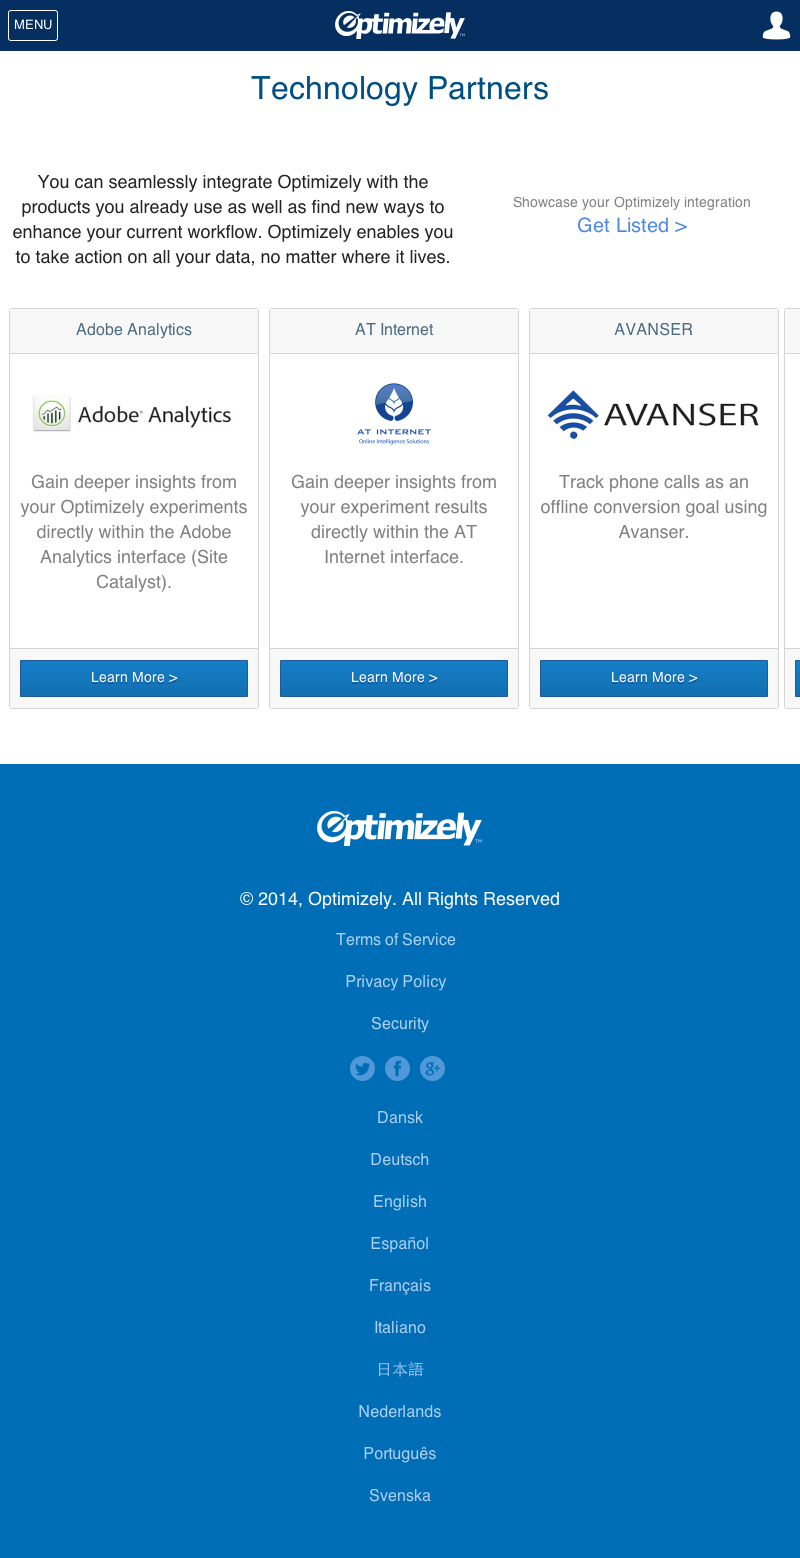 MENU
Optimizely™
Technology Partners
You can seamlessly integrate Optimizely with the
products you already use as well as find new ways to
enhance your current workflow. Optimizely enables you
to take action on all your data, no matter where it lives.
Showcase your Optimizely integration
Get Listed >
Adobe Analytics
Adobe® Analytics
Gain deeper insights from
your Optimizely experiments
directly within the Adobe
Analytics interface (Site
Catalyst).
Learn More >
AT Internet
AT INTERNET
Online Intelligence Solutions
Gain deeper insights from
your experiment results
directly within the AT
Internet interface.
Learn More >
AVANSER
AVANSER
Track phone calls as an
offline conversion goal using
Avanser.
Learn More >
Optimizely™
© 2014, Optimizely. All Rights Reserved
Terms of Service
Privacy Policy
Security
Dansk
Deutsch
English
Español
Français
Italiano
日本語
Nederlands
Português
Svenska